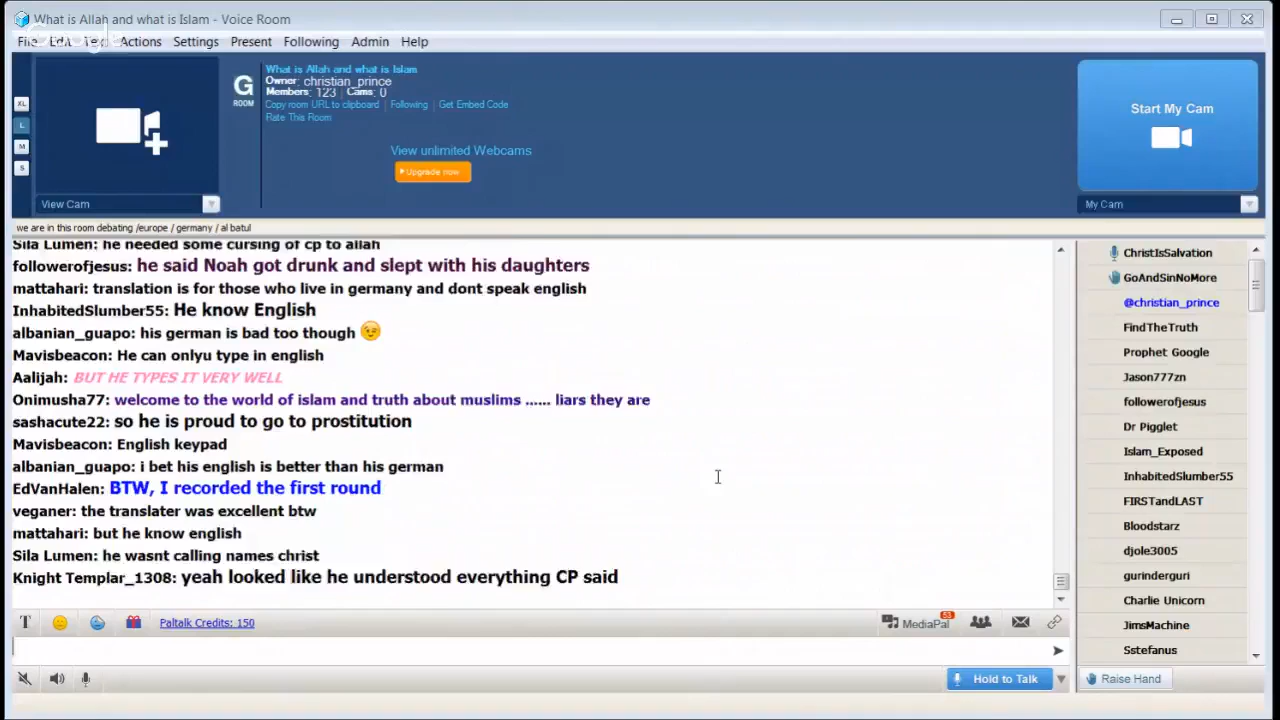 What is Allah and what is Islam - Voice Room
Google
File Edit Text Actions Settings Present Following Admin Help
XL
L
M
S
G
ROOM
What is Allah and what is Islam
Owner: christian_prince
Members: 123 Cams: 0
Copy room URL to clipboard Following Get Embed Code
Rate This Room
View unlimited Webcams
Upgrade now
Start My Cam
View Cam
My Cam
we are in this room debating /europe / germany / al batul
Sila Lumen: he needed some cursing of cp to allah
followerofjesus: he said Noah got drunk and slept with his daughters
mattahari: translation is for those who live in germany and dont speak english
InhabitedSlumber55: He know English
albanian_guapo: his german is bad too though
Mavisbeacon: He can onlyu type in english
Aalijah: BUT HE TYPES IT VERY WELL
Onimusha77: welcome to the world of islam and truth about muslims ...... liars they are
sashacute22: so he is proud to go to prostitution
Mavisbeacon: English keypad
albanian_guapo: i bet his english is better than his german
EdVanHalen: BTW, I recorded the first round
veganer: the translater was excellent btw
mattahari: but he know english
Sila Lumen: he wasnt calling names christ
Knight Templar_1308: yeah looked like he understood everything CP said
ChristIsSalvation
GoAndSinNoMore
@christian_prince
FindTheTruth
Prophet Google
Jason777zn
followerofjesus
Dr Pigglet
Islam_Exposed
InhabitedSlumber55
FIRSTandLAST
Bloodstarz
djole3005
gurinderguri
Charlie Unicorn
JimsMachine
Sstefanus
T
Paltalk Credits: 150
MediaPal
53
Hold to Talk
Raise Hand